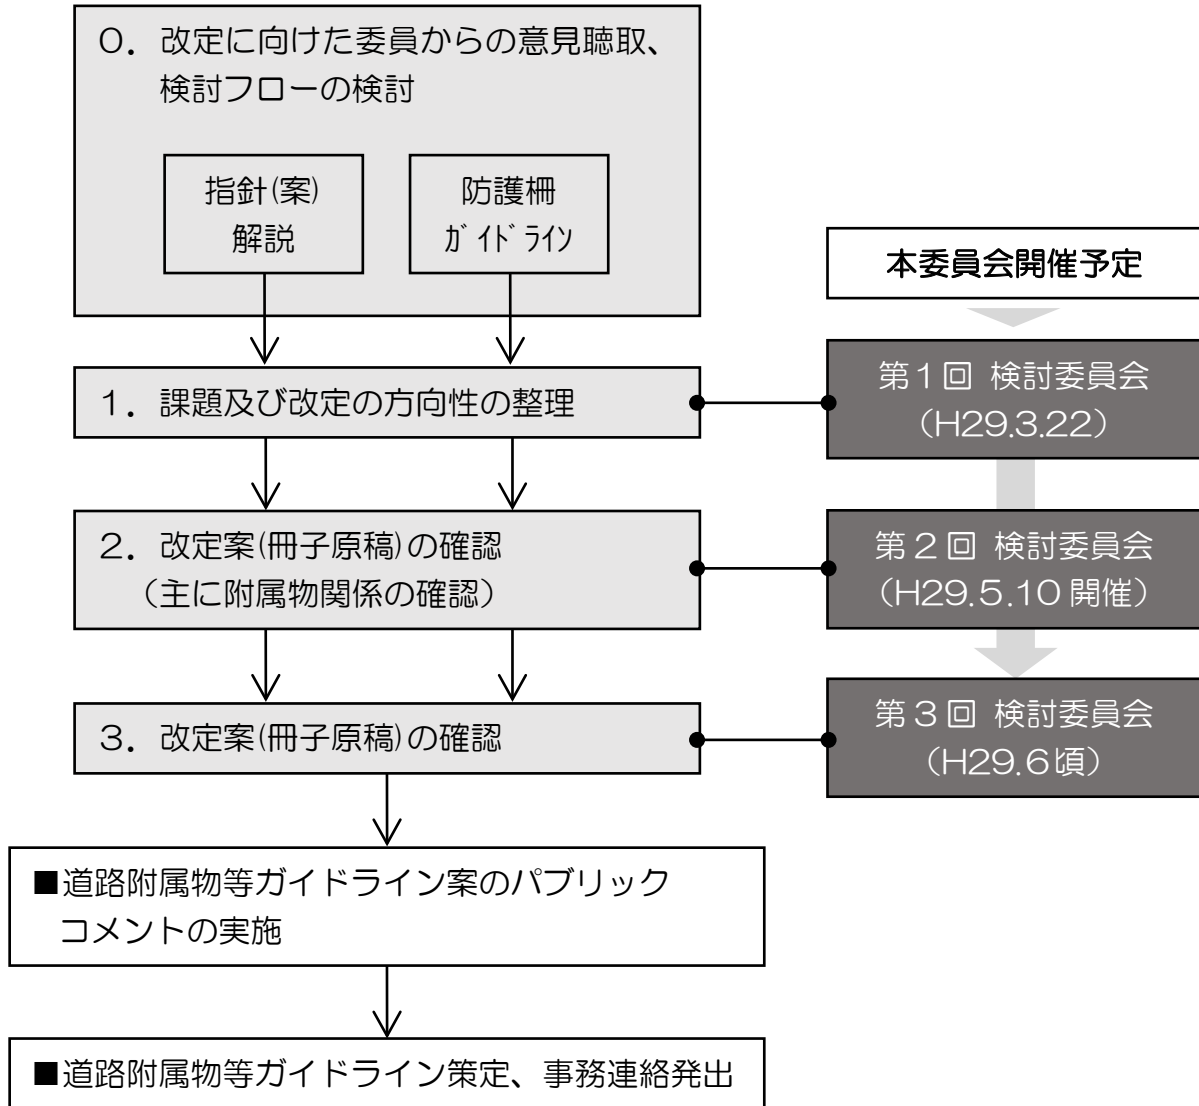 ０．改定に向けた委員からの意見聴取、
検討フローの検討
指針(案)
解説
防護柵
ｶﾞｲﾄﾞﾗｲﾝ
本委員会開催予定
１．課題及び改定の方向性の整理
第１回 検討委員会
（H29.3.22）
２．改定案(冊子原稿)の確認
（主に附属物関係の確認）
第２回 検討委員会
（H29.5.10 開催）
３．改定案(冊子原稿)の確認
第３回 検討委員会
（H29.6頃）
■道路附属物等ガイドライン案のパブリック
コメントの実施
■道路附属物等ガイドライン策定、事務連絡発出